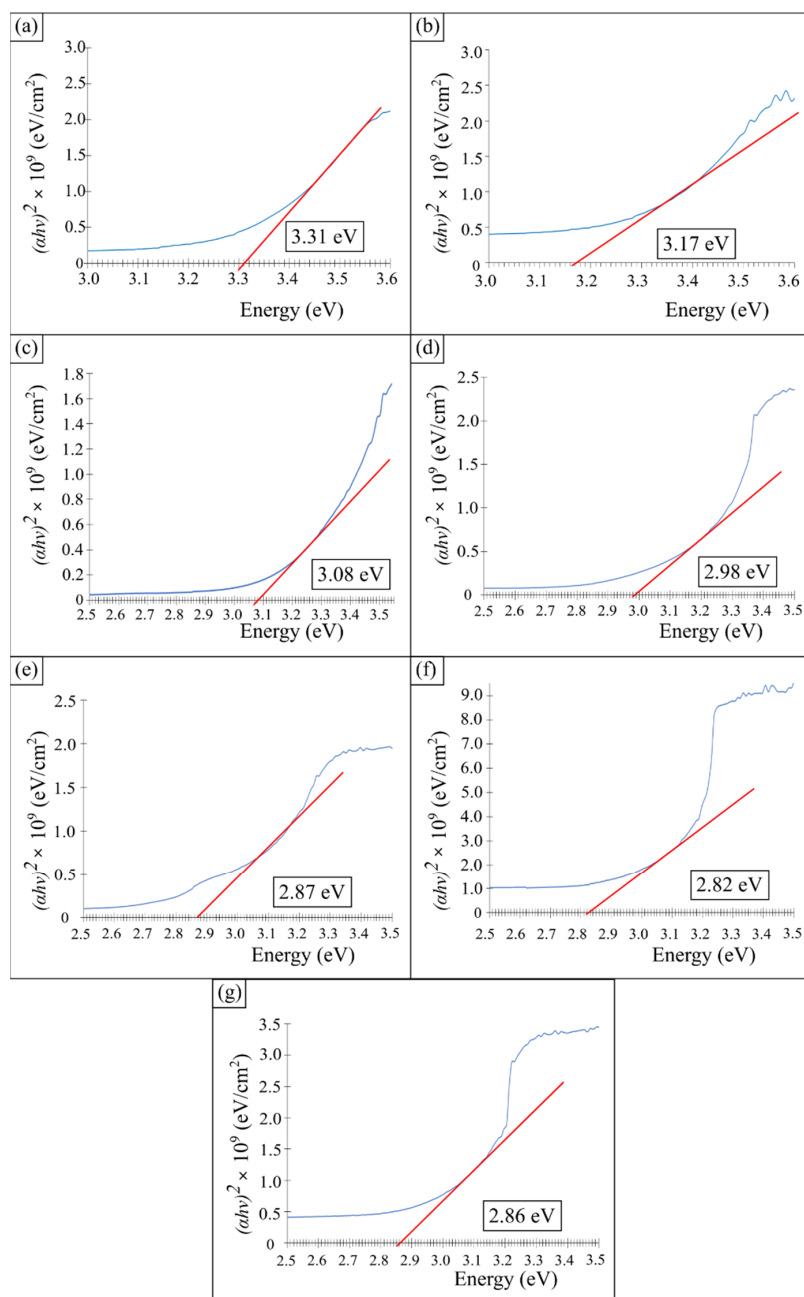 (a)
3.0
2.5
2.0
1.5
1.0
0.5
0
(αhν)² × 10⁹ (eV/cm²)
3.31 eV
3.0 3.1 3.2 3.3 3.4 3.5 3.6
Energy (eV)
(b)
3.0
2.5
2.0
1.5
1.0
0.5
0
(αhν)² × 10⁹ (eV/cm²)
3.17 eV
3.0 3.1 3.2 3.3 3.4 3.5 3.6
Energy (eV)
(c)
1.8
1.6
1.4
1.2
1.0
0.8
0.6
0.4
0.2
0
(αhν)² × 10⁹ (eV/cm²)
3.08 eV
2.5 2.6 2.7 2.8 2.9 3.0 3.1 3.2 3.3 3.4 3.5
Energy (eV)
(d)
2.5
2.0
1.5
1.0
0.5
0
(αhν)² × 10⁹ (eV/cm²)
2.98 eV
2.5 2.6 2.7 2.8 2.9 3.0 3.1 3.2 3.3 3.4 3.5
Energy (eV)
(e)
2.5
2.0
1.5
1.0
0.5
0
(αhν)² × 10⁹ (eV/cm²)
2.87 eV
2.5 2.6 2.7 2.8 2.9 3.0 3.1 3.2 3.3 3.4 3.5
Energy (eV)
(f)
9.0
8.0
7.0
6.0
5.0
4.0
3.0
2.0
1.0
0
(αhν)² × 10⁹ (eV/cm²)
2.82 eV
2.5 2.6 2.7 2.8 2.9 3.0 3.1 3.2 3.3 3.4 3.5
Energy (eV)
(g)
3.5
3.0
2.5
2.0
1.5
1.0
0.5
0
(αhν)² × 10⁹ (eV/cm²)
2.86 eV
2.5 2.6 2.7 2.8 2.9 3.0 3.1 3.2 3.3 3.4 3.5
Energy (eV)